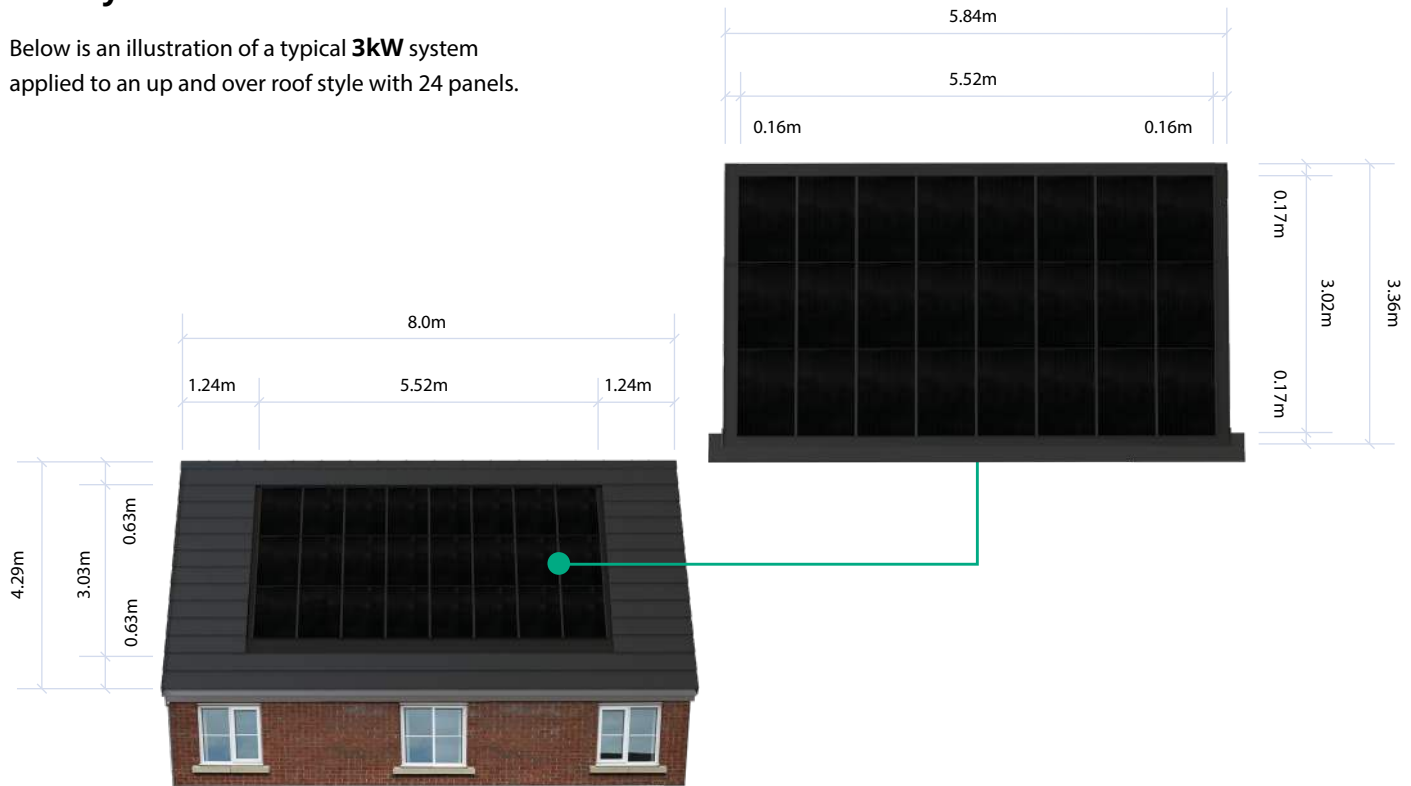 Below is an illustration of a typical 3kW system
applied to an up and over roof style with 24 panels.
5.84m
5.52m
0.16m 0.16m
0.17m
3.02m
3.36m
0.17m
8.0m
1.24m 5.52m 1.24m
4.29m
3.03m
0.63m
0.63m